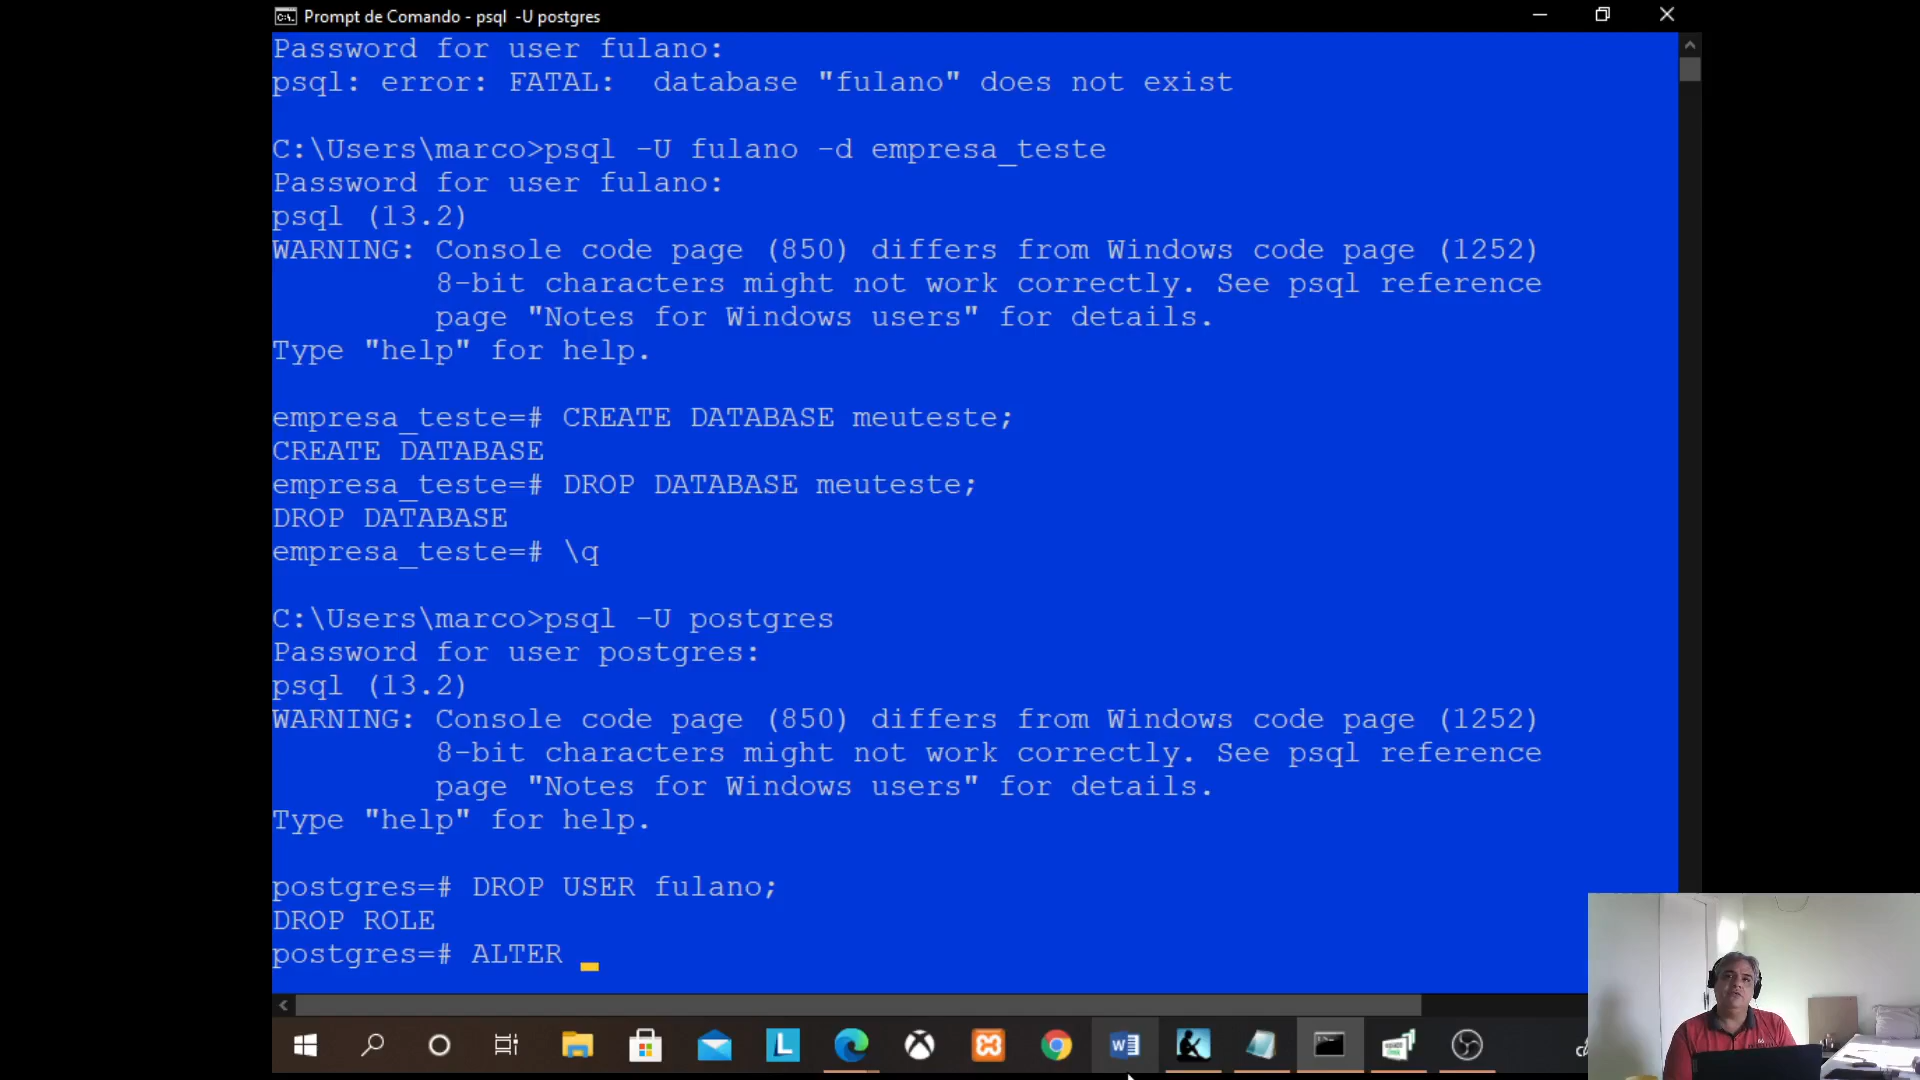 Prompt de Comando - psql  -U postgres
Password for user fulano:
psql: error: FATAL:  database "fulano" does not exist
C:\Users\marco>psql -U fulano -d empresa_teste
Password for user fulano:
psql (13.2)
WARNING: Console code page (850) differs from Windows code page (1252)
         8-bit characters might not work correctly. See psql reference
         page "Notes for Windows users" for details.
Type "help" for help.
empresa_teste=# CREATE DATABASE meuteste;
CREATE DATABASE
empresa_teste=# DROP DATABASE meuteste;
DROP DATABASE
empresa_teste=# \q
C:\Users\marco>psql -U postgres
Password for user postgres:
psql (13.2)
WARNING: Console code page (850) differs from Windows code page (1252)
         8-bit characters might not work correctly. See psql reference
         page "Notes for Windows users" for details.
Type "help" for help.
postgres=# DROP USER fulano;
DROP ROLE
postgres=# ALTER